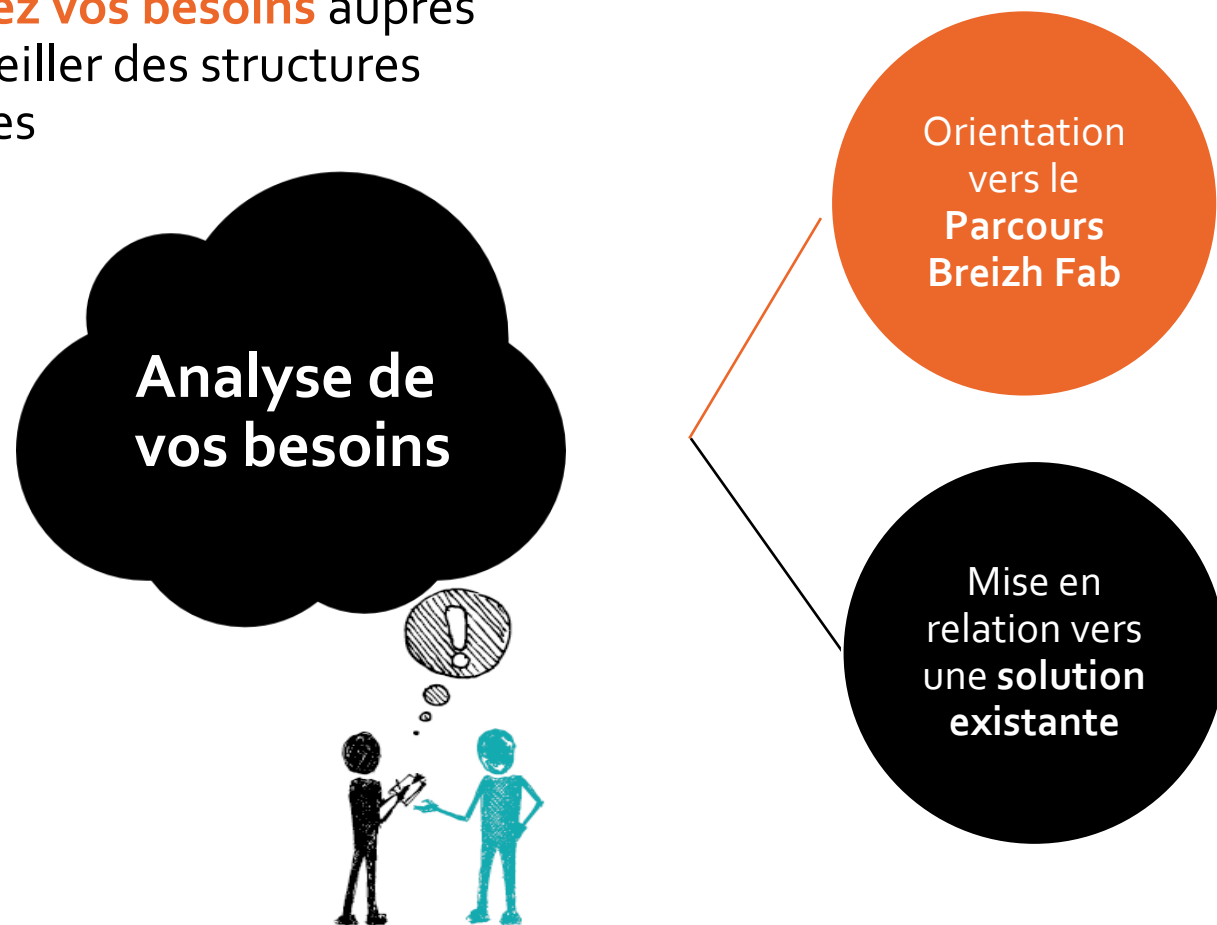 ez vos besoins auprès
eiller des structures
es
Analyse de
vos besoins
Orientation
vers le
Parcours
Breizh Fab
Mise en
relation vers
une solution
existante